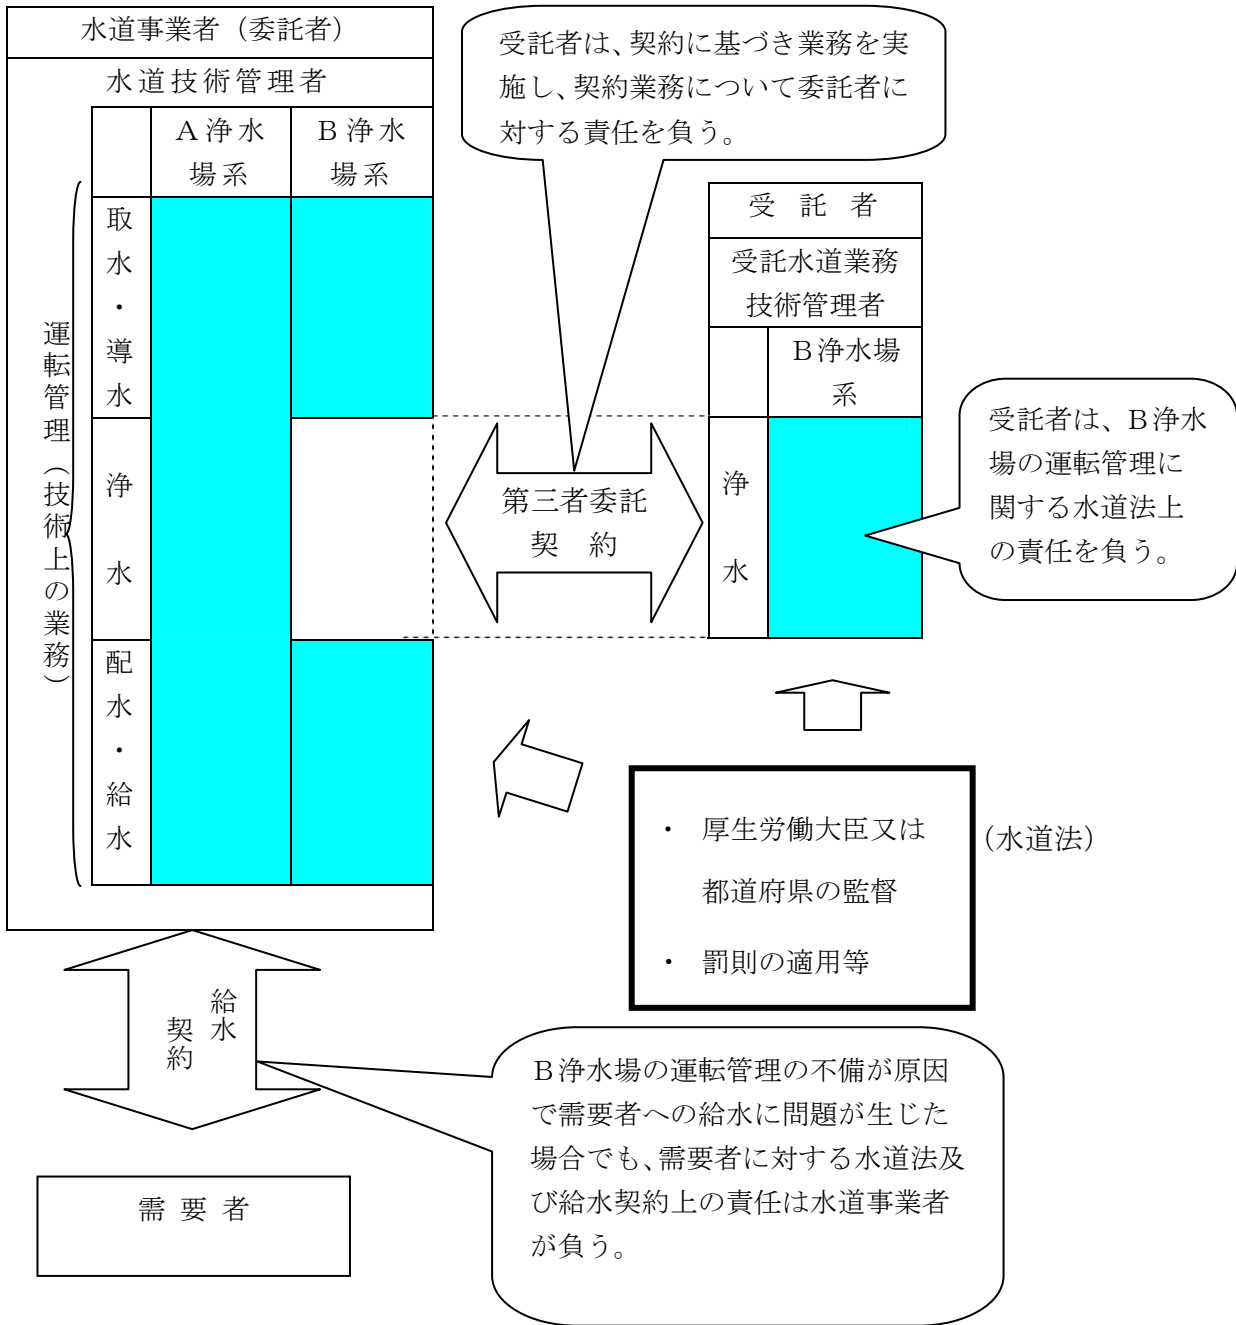 水道事業者（委託者）
水道技術管理者
A浄水
場系
B浄水
場系
運転管理（技術上の業務）
取水・導水
浄水
配水・給水
受託者は、契約に基づき業務を実
施し、契約業務について委託者に
対する責任を負う。
第三者委託
契約
受託者
受託水道業務
技術管理者
B浄水場
系
浄水
受託者は、B浄水
場の運転管理に
関する水道法上
の責任を負う。
・ 厚生労働大臣又は
都道府県の監督
・ 罰則の適用等
（水道法）
給水
契約
B浄水場の運転管理の不備が原因
で需要者への給水に問題が生じた
場合でも、需要者に対する水道法及
び給水契約上の責任は水道事業者
が負う。
需要者